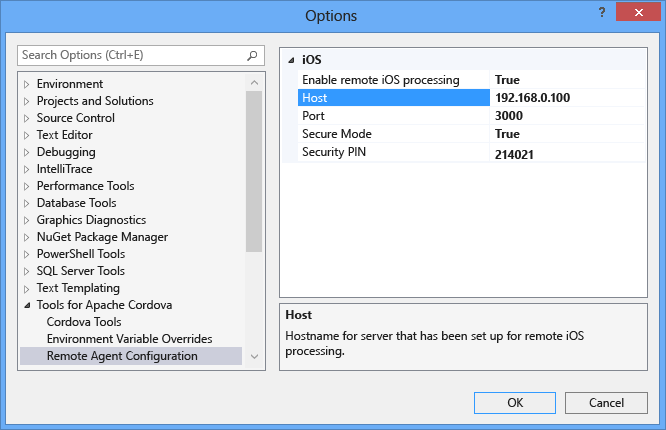 Options
?
Search Options (Ctrl+E)
Environment
Projects and Solutions
Source Control
Text Editor
Debugging
IntelliTrace
Performance Tools
Database Tools
Graphics Diagnostics
NuGet Package Manager
PowerShell Tools
SQL Server Tools
Text Templating
Tools for Apache Cordova
Cordova Tools
Environment Variable Overrides
Remote Agent Configuration
iOS
Enable remote iOS processing True
Host 192.168.0.100
Port 3000
Secure Mode True
Security PIN 214021
Host
Hostname for server that has been set up for remote iOS
processing.
OK Cancel